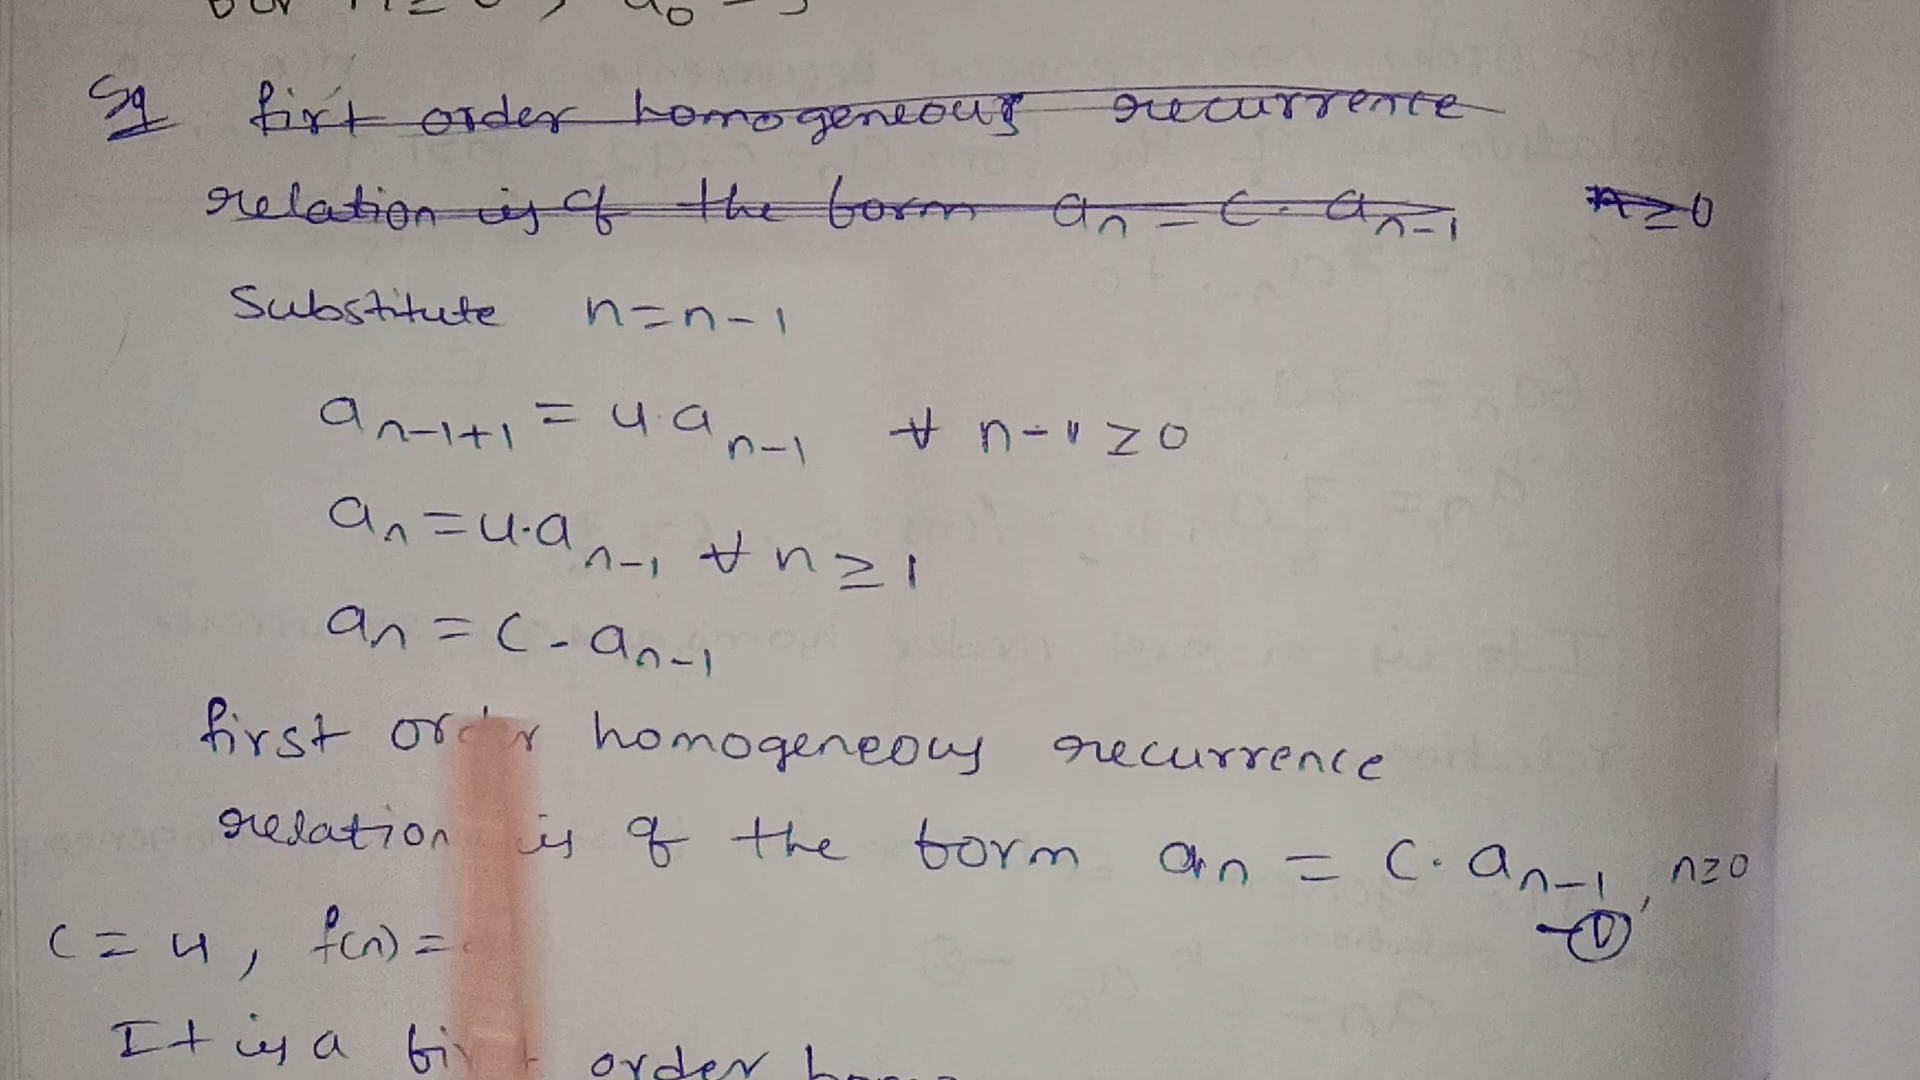 Sol first order homogeneous recurrence
relation is of the form an = c. an-1 n≥0
Substitute n=n-1
an-1+1 = 4.an-1 ∀ n-1≥0
an=4.an-1 ∀ n≥1
an = c-an-1
first order homogeneous recurrence
relation is of the form an = c. an-1, n≥0
-①
c=4, f(n)=
It is a order